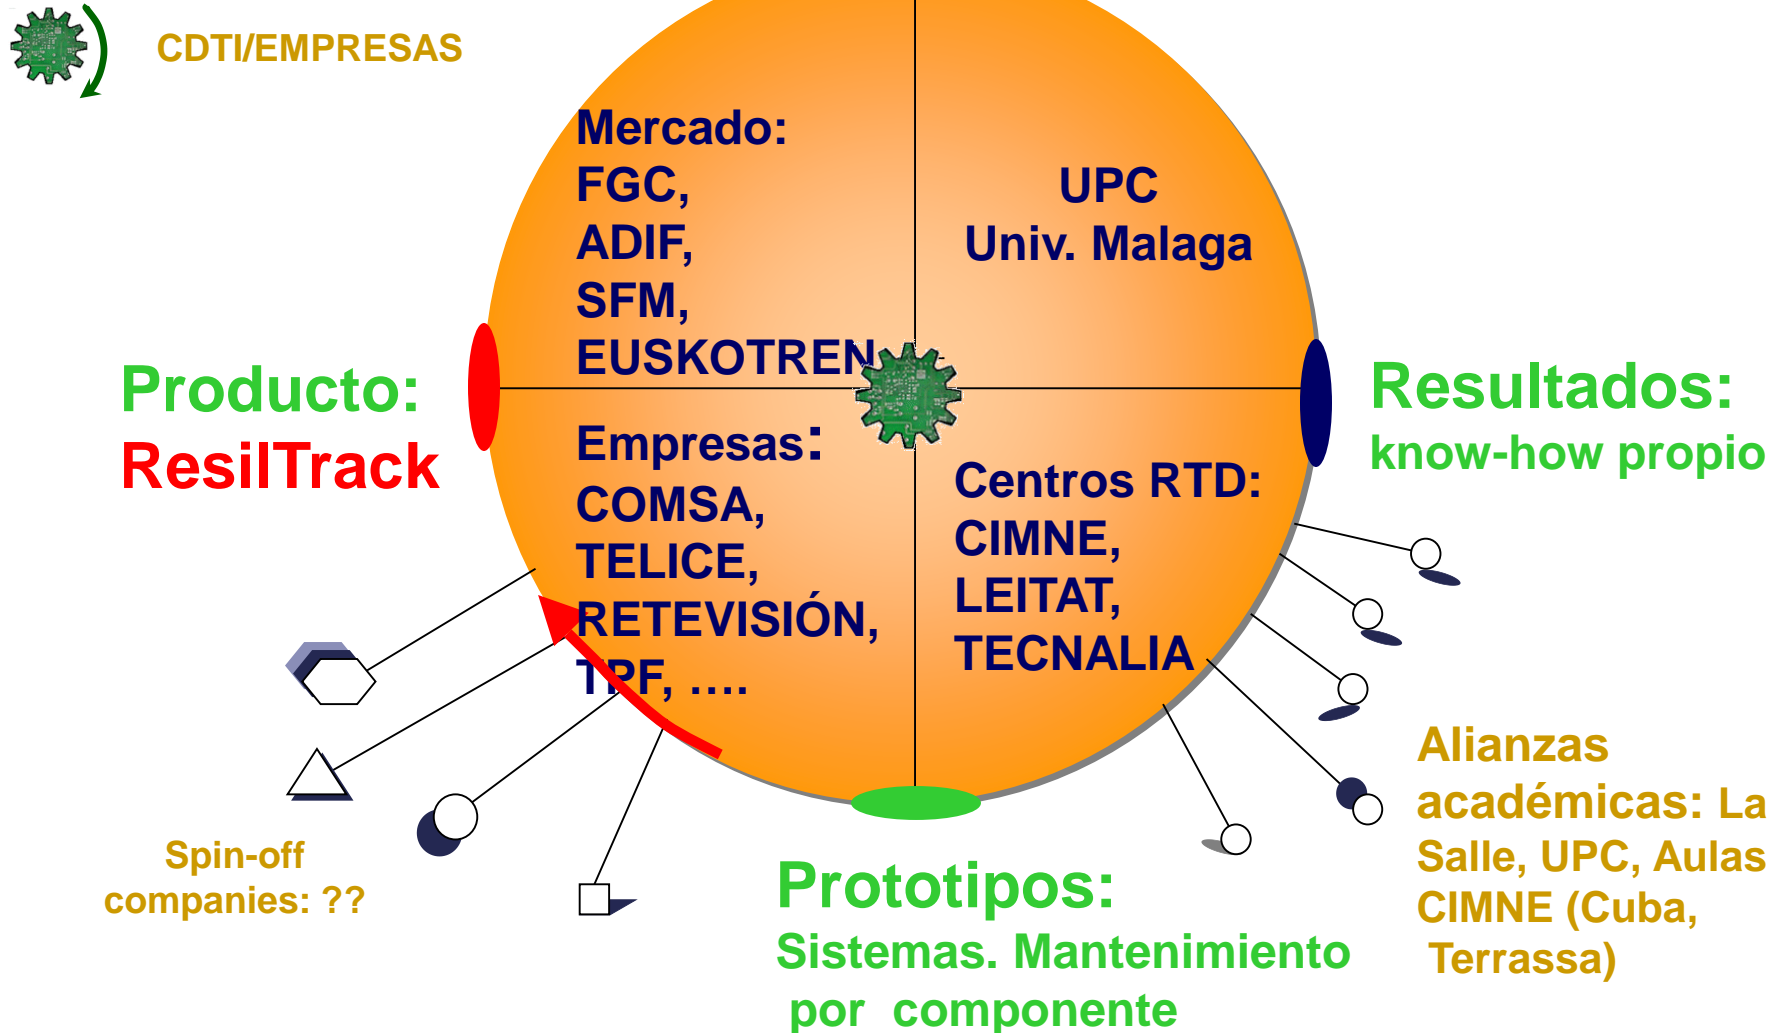 CDTI/EMPRESAS
Mercado:
FGC,
ADIF,
SFM,
EUSKOTREN
UPC
Univ. Malaga
Producto:
ResilTrack
Resultados:
know-how propio
Empresas:
COMSA,
TELICE,
RETEVISIÓN,
TPF, ....
Centros RTD:
CIMNE,
LEITAT,
TECNALIA
Spin-off
companies: ??
Prototipos:
Sistemas. Mantenimiento
por componente
Alianzas
académicas: La
Salle, UPC, Aulas
CIMNE (Cuba,
Terrassa)